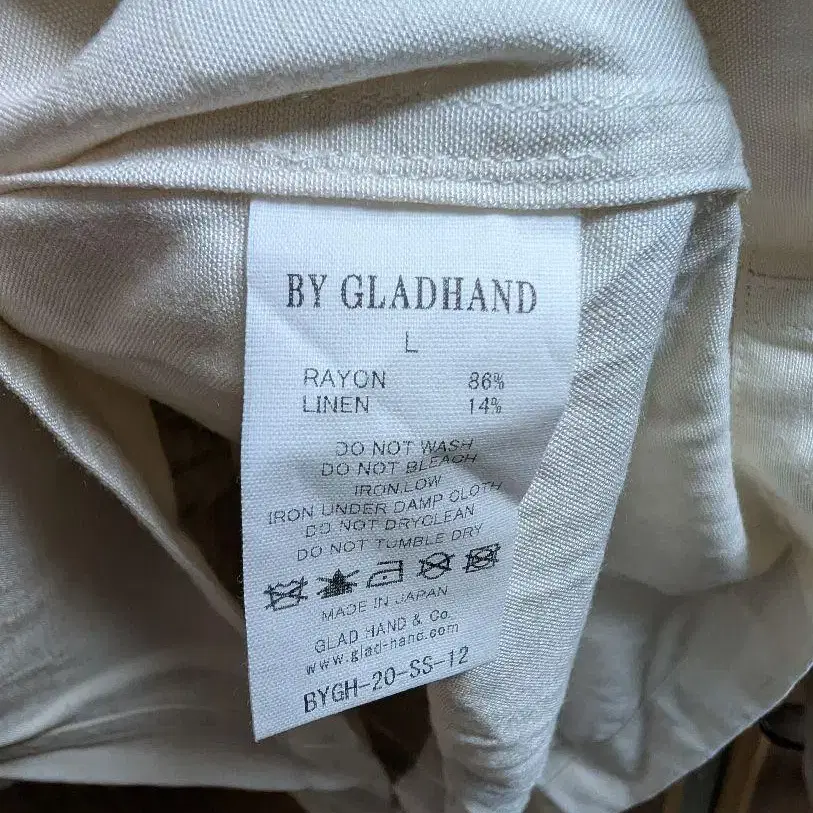 BY GLADHAND
L
RAYON 86%
LINEN 14%
DO NOT WASH
DO NOT BLEACH
IRON LOW
IRON UNDER DAMP CLOTH
DO NOT DRYCLEAN
DO NOT TUMBLE DRY
MADE IN JAPAN
GLAD HAND & Co.
www.glad-hand.com
BYGH-20-SS-12